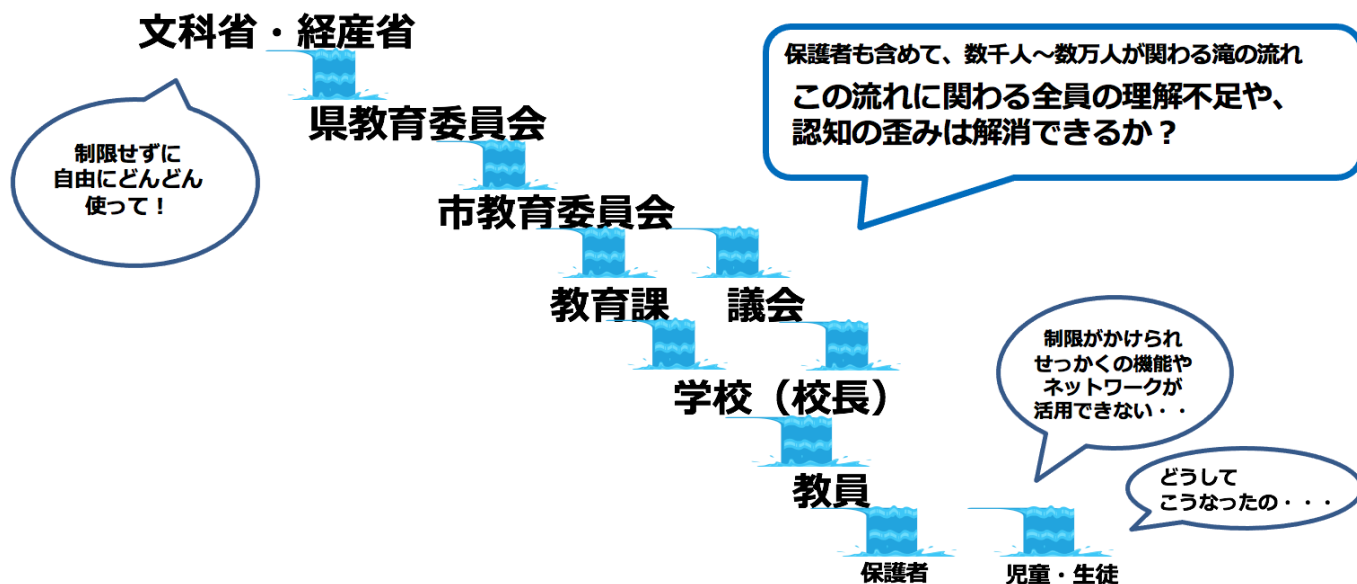 文科省・経産省
保護者も含めて、数千人~数万人が関わる滝の流れ
この流れに関わる全員の理解不足や、
認知の歪みは解消できるか?
県教育委員会
制限せずに
自由にどんどん
使って!
市教育委員会
教育課
議会
制限がかけられ
せっかくの機能や
ネットワークが
活用できない・・
学校(校長)
教員
どうして
こうなったの・・・
保護者
児童・生徒